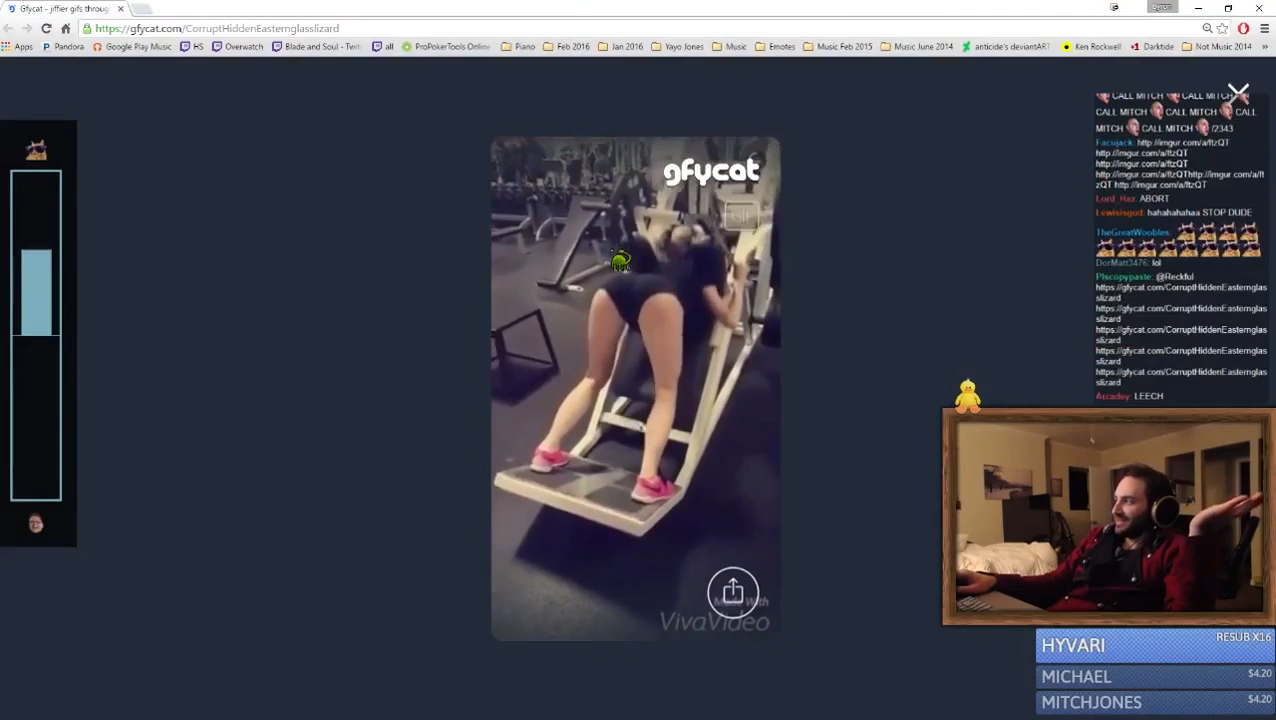 Gfycat - jiffier gifs throug
https://gfycat.com/CorruptHiddenEasternglasslizard
Apps Pandora Google Play Music HS Overwatch Blade and Soul - Twit all ProPokerTools Online Piano Feb 2016 Jan 2016 Yayo Jones Music Emotes Music Feb 2015 Music June 2014 anticide's deviantART Ken Rockwell +1 Darktide Not Music 2014 »
CALL MITCH CALL MITCH
CALL MITCH CALL MITCH CALL
MITCH CALL MITCH /2343
Facujack: http://imgur.com/a/ftzQT
http://imgur.com/a/ftzQT
http://imgur.com/a/ftzQT
http://imgur.com/a/ftzQThttp://imgur.com/a/ft
zQT http://imgur.com/a/ftzQT
Lord_Haz: ABORT
Lewisisgud: hahahahahaa STOP DUDE
TheGreatWoobles:
DorMatt3476: lol
Plscopypaste: @Reckful
https://gfycat.com/CorruptHiddenEasternglas
slizard
https://gfycat.com/CorruptHiddenEasternglas
slizard
https://gfycat.com/CorruptHiddenEasternglas
slizard
https://gfycat.com/CorruptHiddenEasternglas
slizard
https://gfycat.com/CorruptHiddenEasternglas
slizard
Arcadey: LEECH
gfycat
GIF
Made With
VivaVideo
HYVARI RESUB X16
MICHAEL $4.20
MITCHJONES $4.20